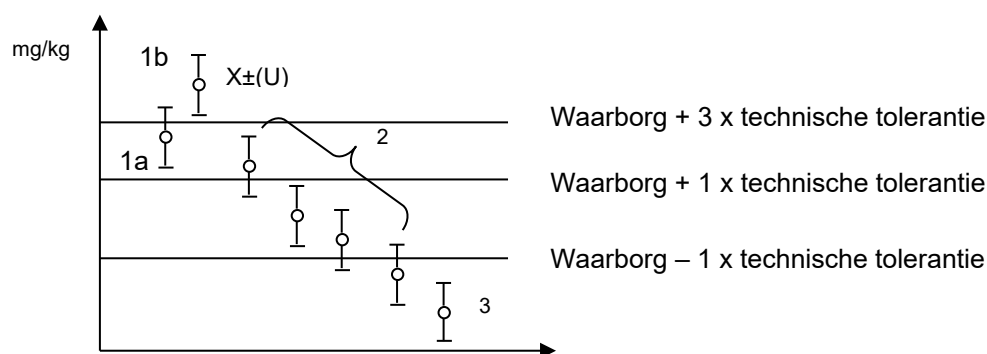 mg/kg
1b
X±(U)
Waarborg + 3 x technische tolerantie
2
1a
Waarborg + 1 x technische tolerantie
Waarborg – 1 x technische tolerantie
3